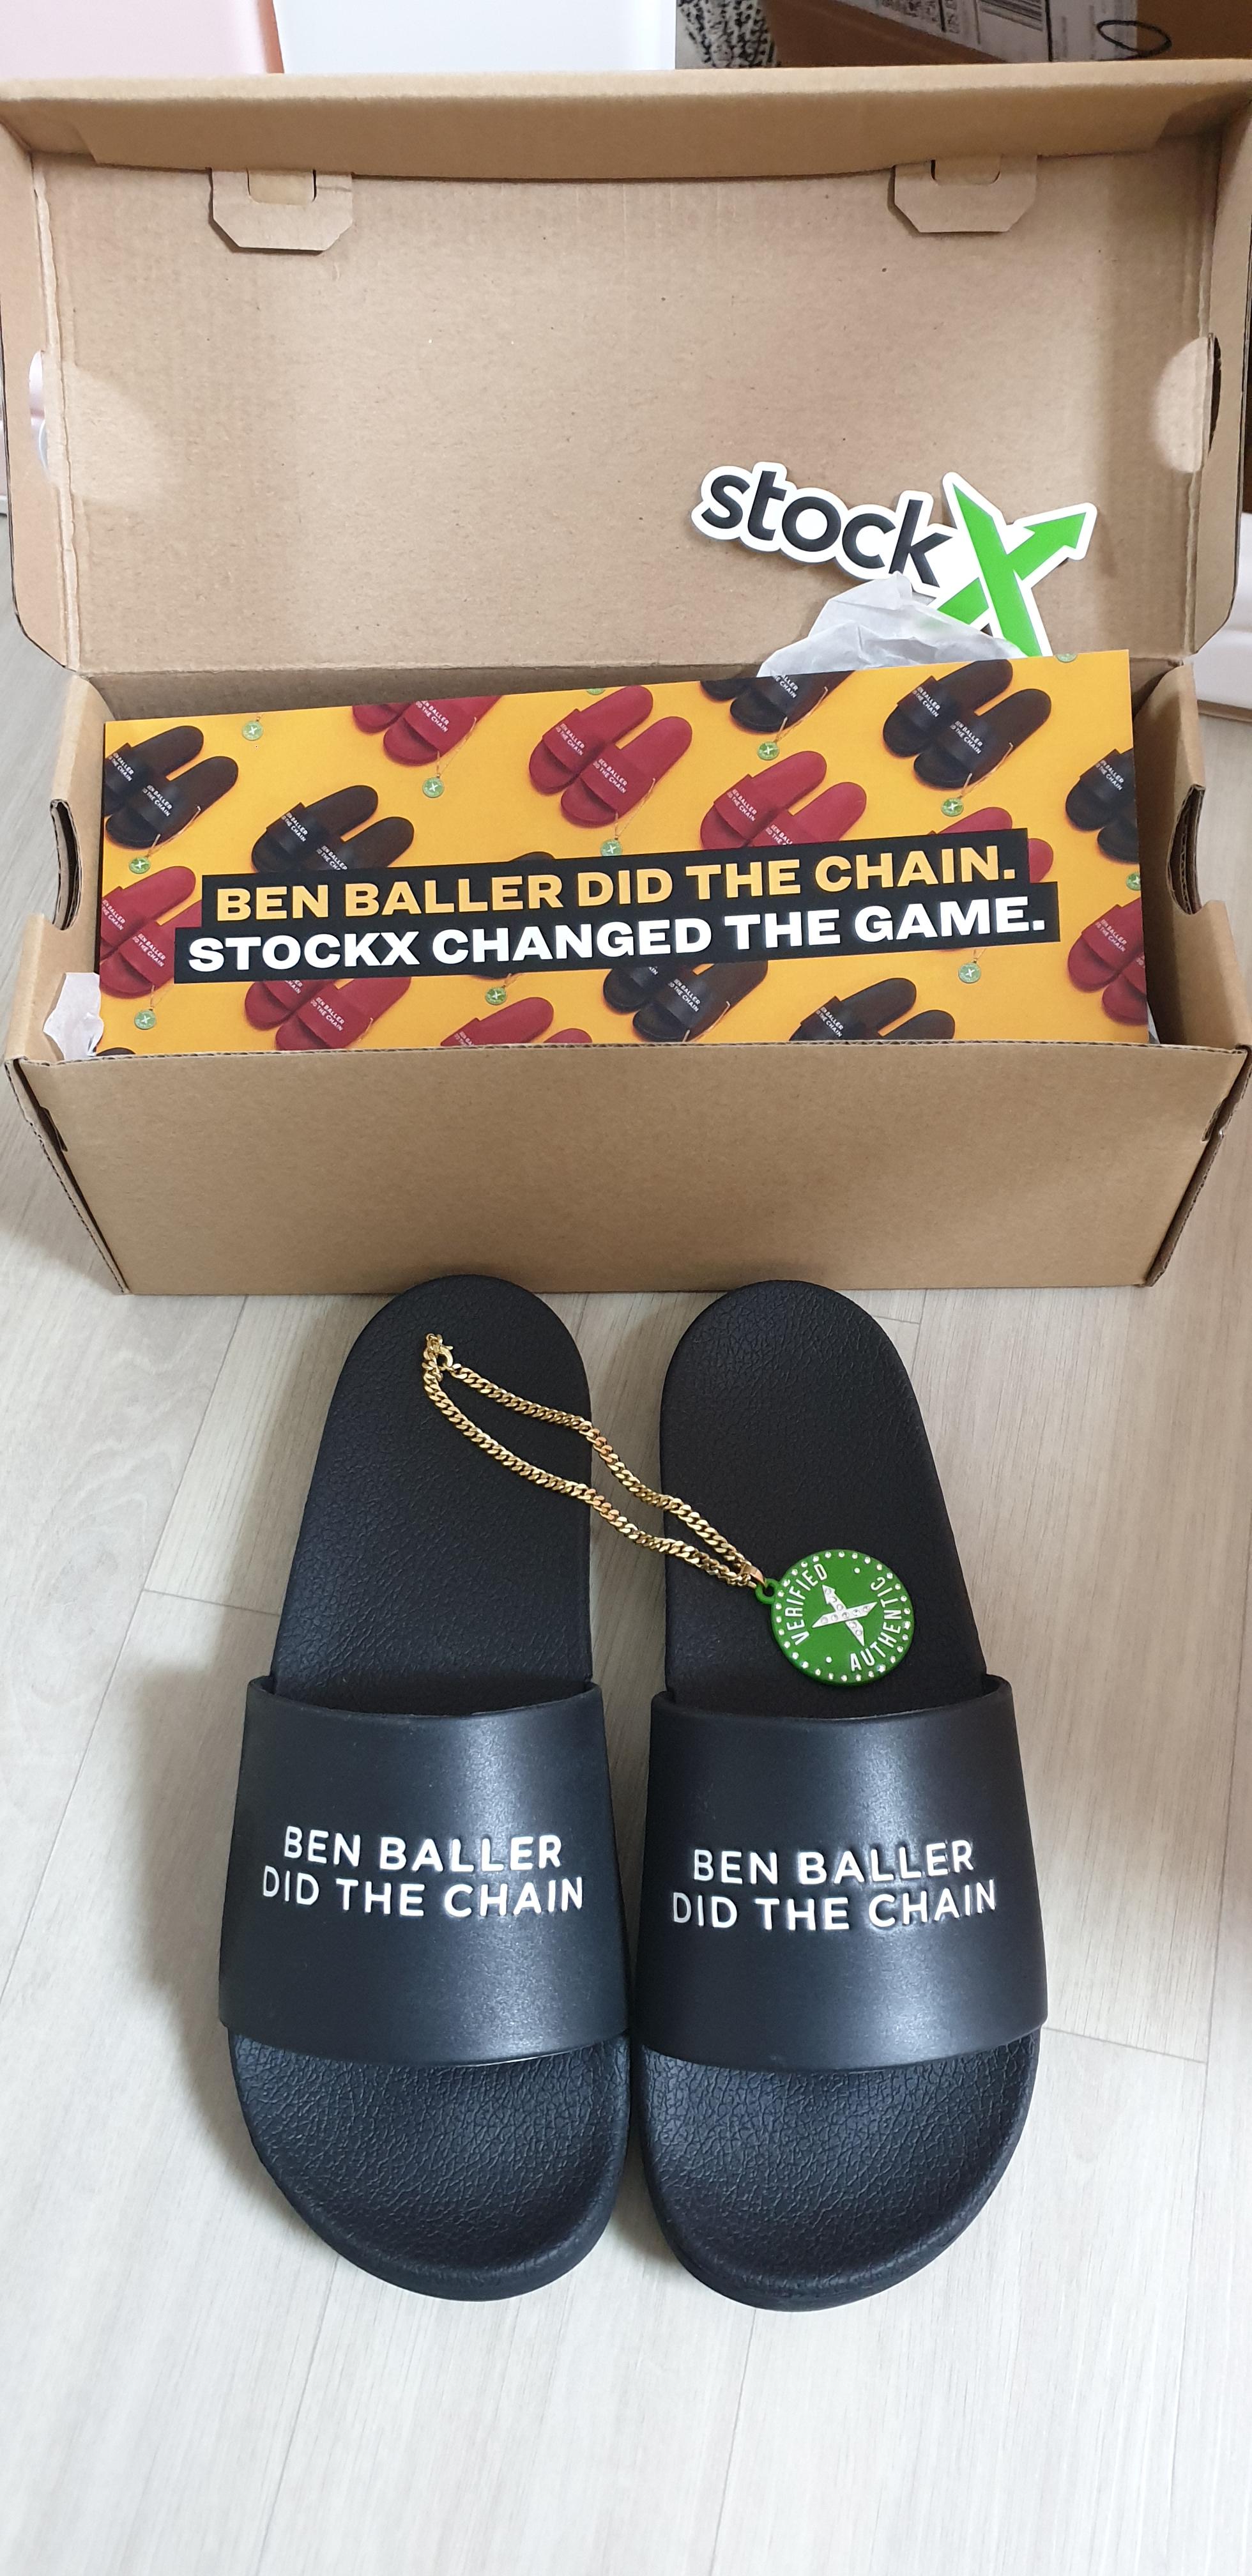 stockX
BEN BALLER DID THE CHAIN.
STOCKX CHANGED THE GAME.
VERIFIED
AUTHENTIC
BEN BALLER
DID THE CHAIN
BEN BALLER
DID THE CHAIN